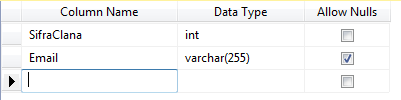 Column Name Data Type Allow Nulls
SifraClana int
Email varchar(255)